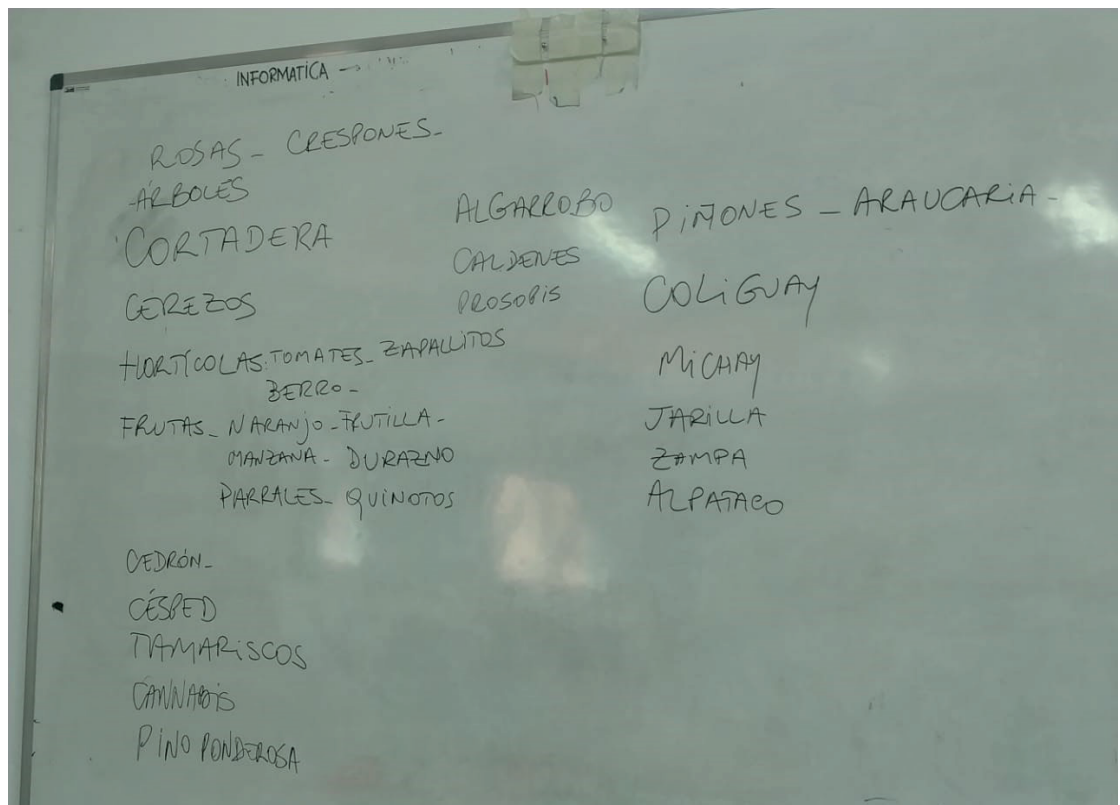 INFORMATICA →
ROSAS - CRESPONES-
-ÁRBOLES
CORTADERA
CEREZOS
HORTÍCOLAS: TOMATES- ZAPALLITOS
BERRO-
FRUTAS- NARANJO-FRUTILLA-
MANZANA- DURAZNO
PARRALES- QUINOTOS
CEDRÓN-
CÉSPED
TAMARISCOS
CANNABIS
PINO PONDEROSA
ALGARROBO
CALDENES
PROSOPIS
PIÑONES - ARAUCARIA-
COLIGUAY
MICHAY
JARILLA
ZAMPA
ALPATACO